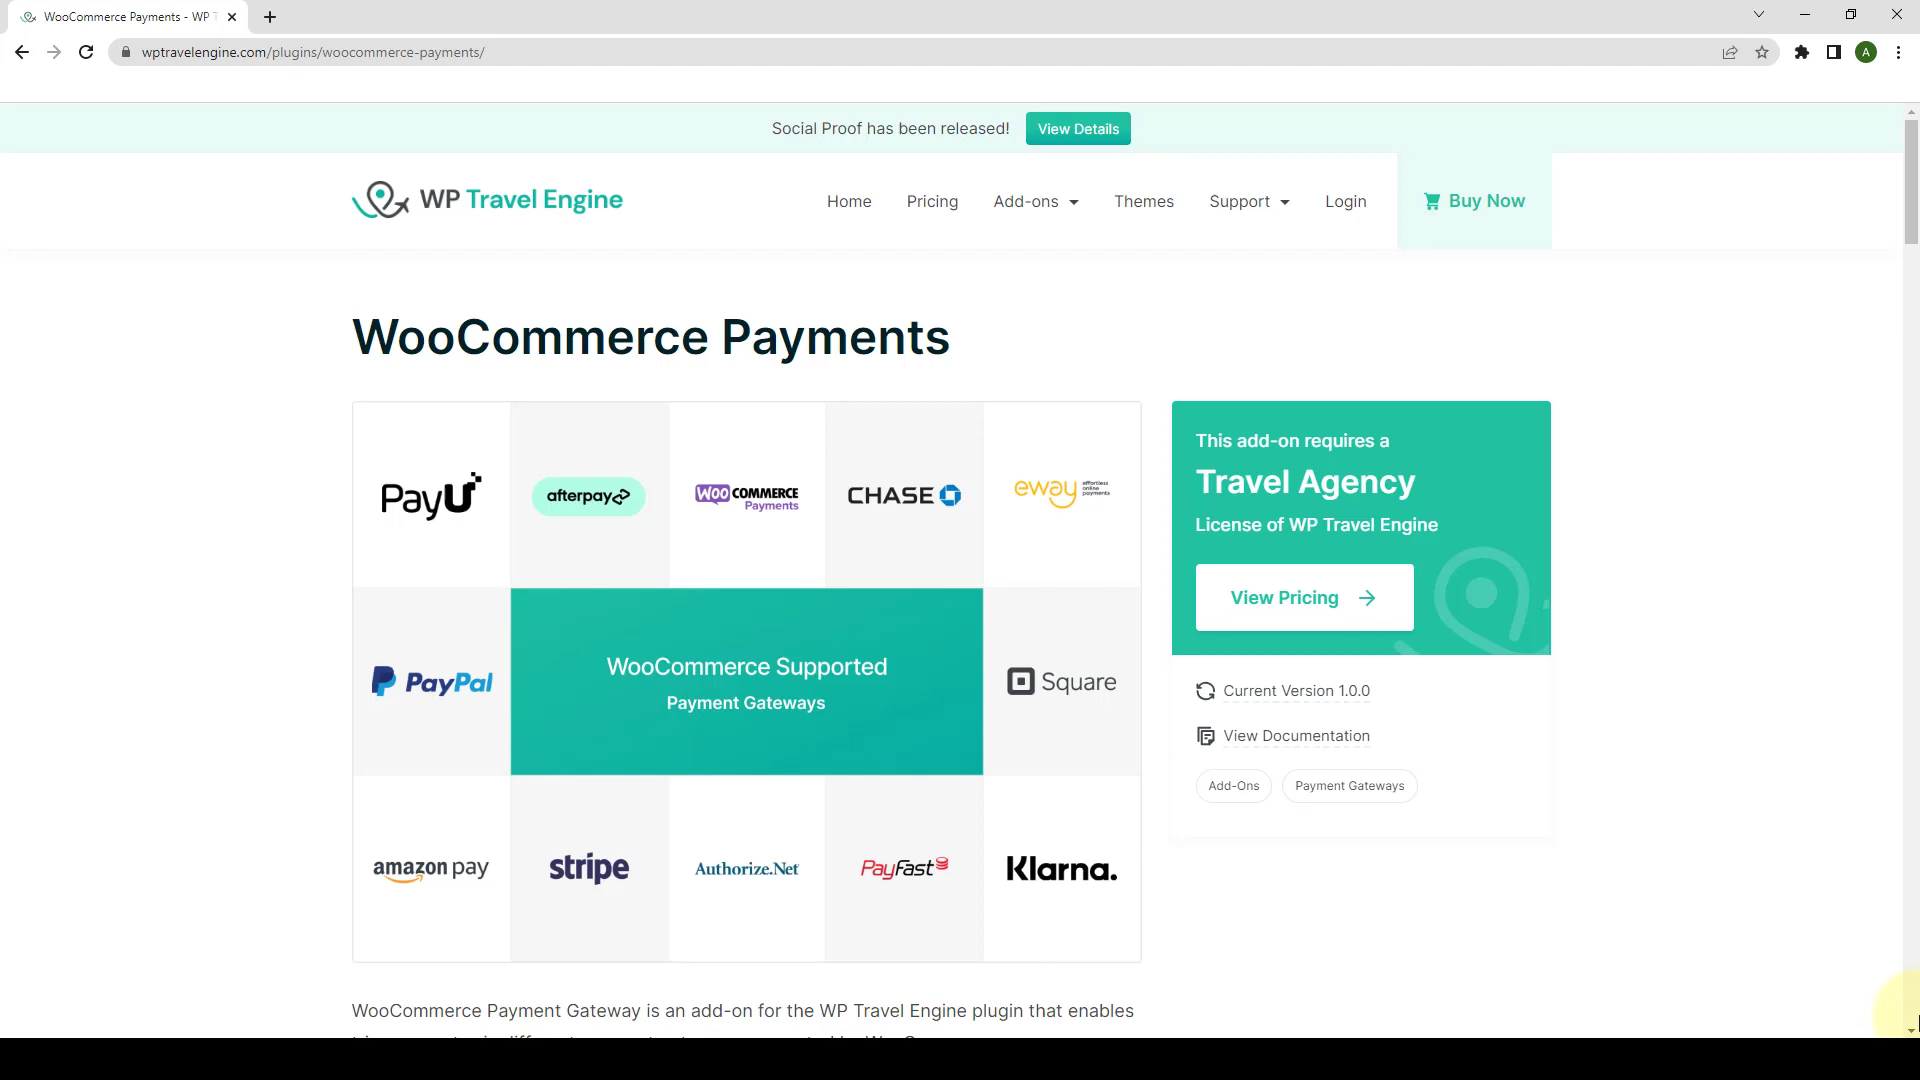 WooCommerce Payments - WP T
wptravelengine.com/plugins/woocommerce-payments/
A
Social Proof has been released!
View Details
WP Travel Engine
Home
Pricing
Add-ons
Themes
Support
Login
Buy Now
WooCommerce Payments
PayU
afterpay
WOO COMMERCE
Payments
CHASE
eway
effortless
online
payments
PayPal
WooCommerce Supported
Payment Gateways
Square
amazon pay
stripe
Authorize.Net
PayFast
Klarna.
This add-on requires a
Travel Agency
License of WP Travel Engine
View Pricing
Current Version 1.0.0
View Documentation
Add-Ons
Payment Gateways
WooCommerce Payment Gateway is an add-on for the WP Travel Engine plugin that enables